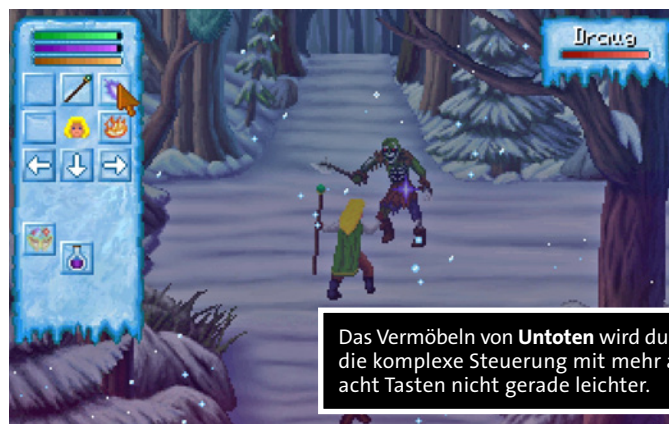 Draug
Das Vermöbeln von Untoten wird du
die komplexe Steuerung mit mehr a
acht Tasten nicht gerade leichter.